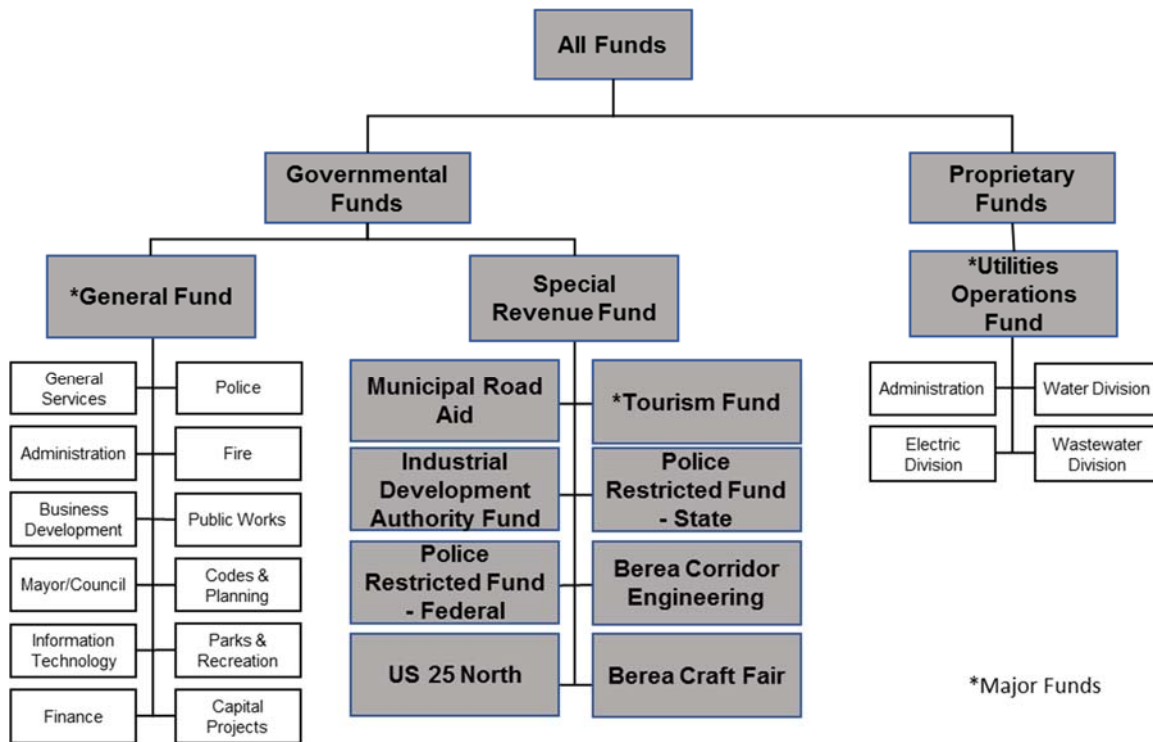 All Funds
Governmental
Funds
Proprietary
Funds
*General Fund
Special
Revenue Fund
*Utilities
Operations
Fund
General
Services
Police
Administration
Fire
Business
Development
Public Works
Mayor/Council
Codes &
Planning
Information
Technology
Parks &
Recreation
Finance
Capital
Projects
Municipal Road
Aid
*Tourism Fund
Industrial
Development
Authority Fund
Police
Restricted Fund
- State
Police
Restricted Fund
- Federal
Berea Corridor
Engineering
US 25 North
Berea Craft Fair
Administration
Water Division
Electric
Division
Wastewater
Division
*Major Funds